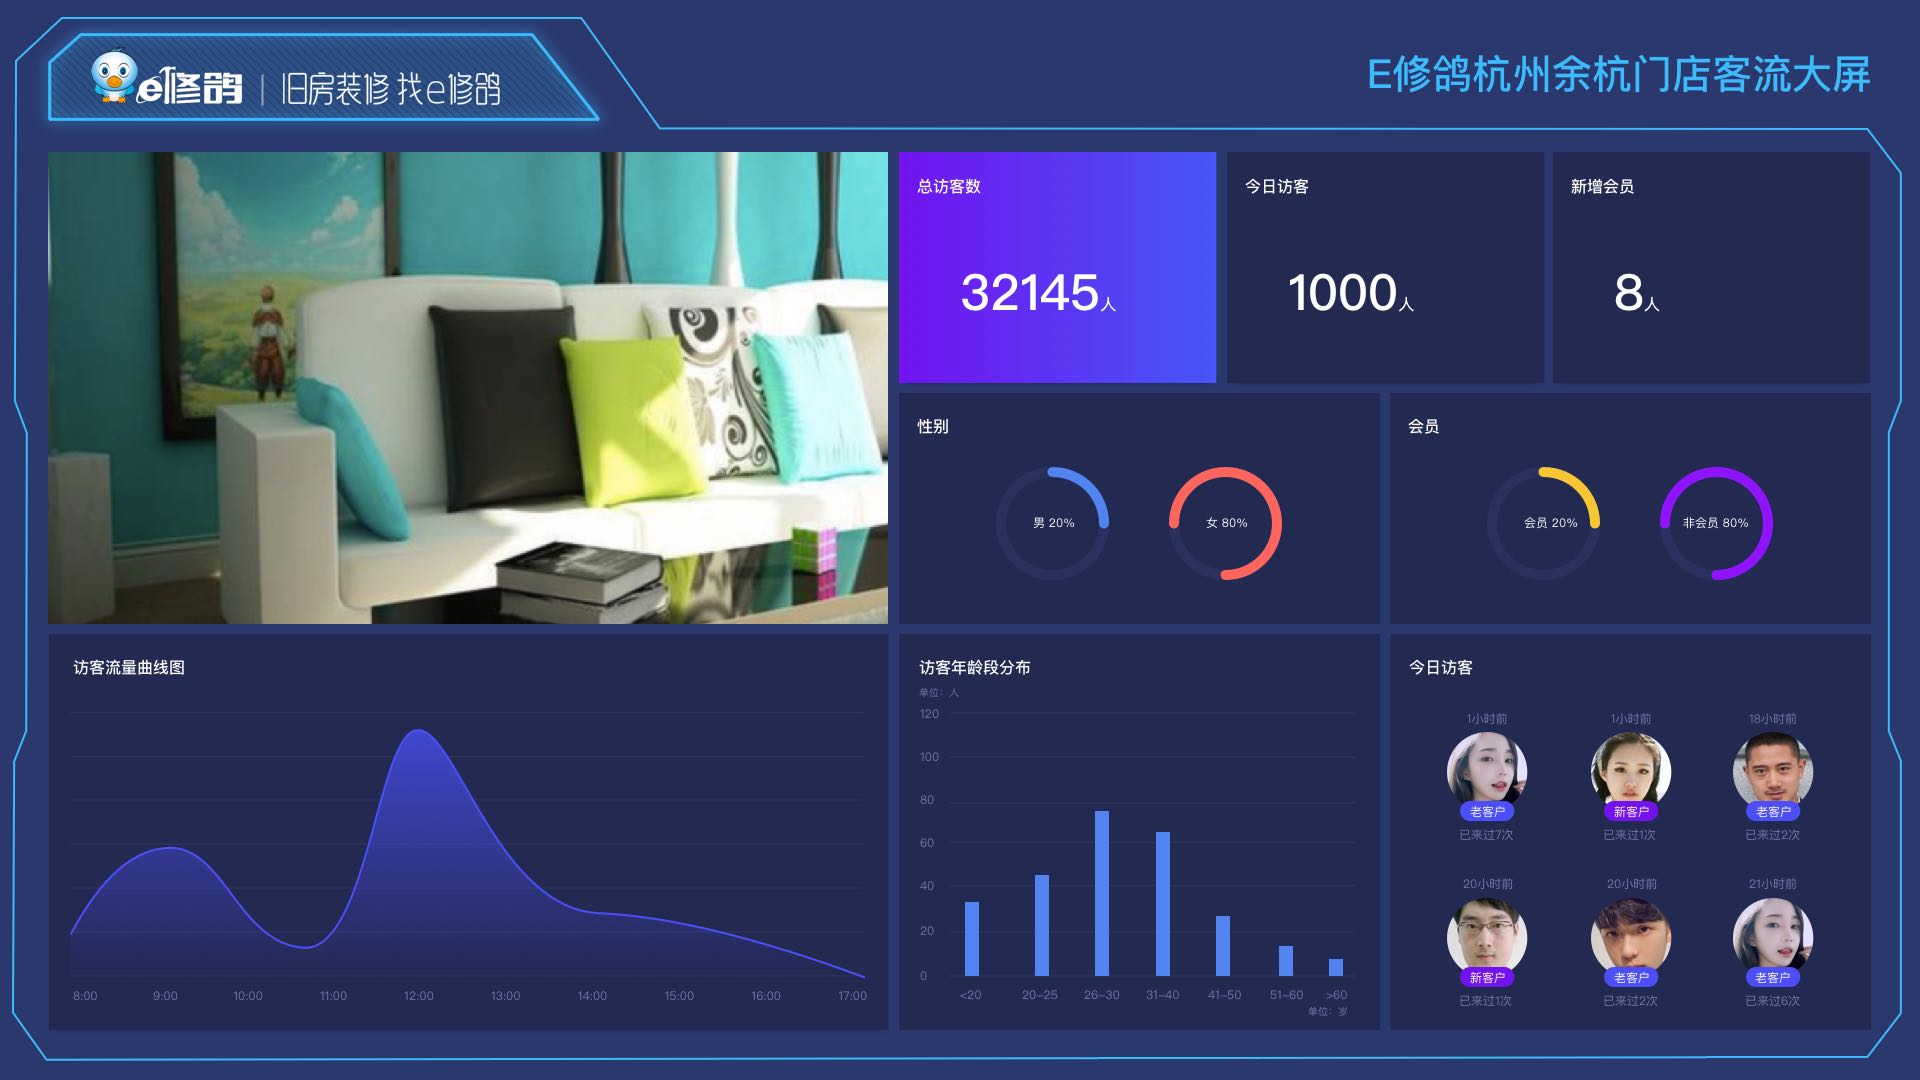 e修鸽 | 旧房装修 找e修鸽
E修鸽杭州余杭门店客流大屏
总访客数
32145人
今日访客
1000人
新增会员
8人
性别
男 20%
女 80%
会员
会员 20%
非会员 80%
访客流量曲线图
8:00 9:00 10:00 11:00 12:00 13:00 14:00 15:00 16:00 17:00
访客年龄段分布
单位：人
120
100
80
60
40
20
0
<20 20-25 26-30 31-40 41-50 51-60 >60
单位：岁
今日访客
1小时前 1小时前 18小时前
老客户 新客户 老客户
已来过7次 已来过1次 已来过2次
20小时前 20小时前 21小时前
新客户 老客户 老客户
已来过1次 已来过2次 已来过6次